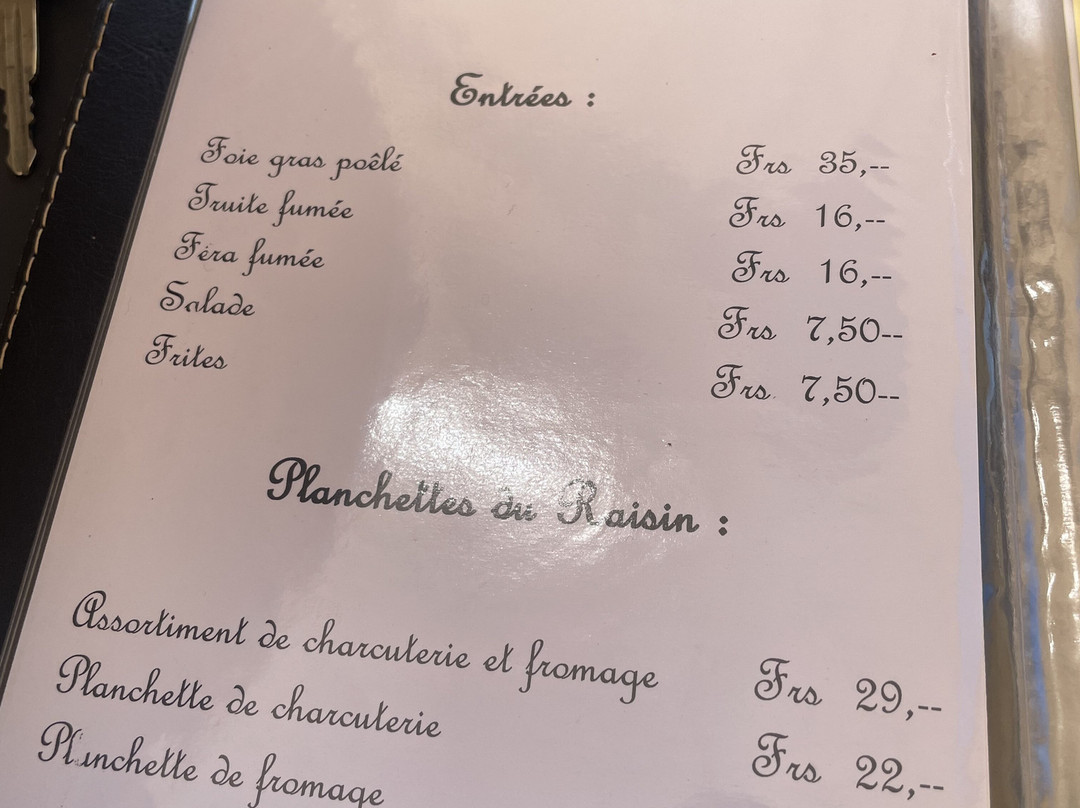 Entrées :
Foie gras poêlé Frs 35,--
Truite fumée Frs 16,--
Féra fumée Frs 16,--
Salade Frs 7,50--
Frites Frs 7,50--
Planchettes du Raisin :
Assortiment de charcuterie et fromage Frs 29,--
Planchette de charcuterie Frs 22,--
Planchette de fromage